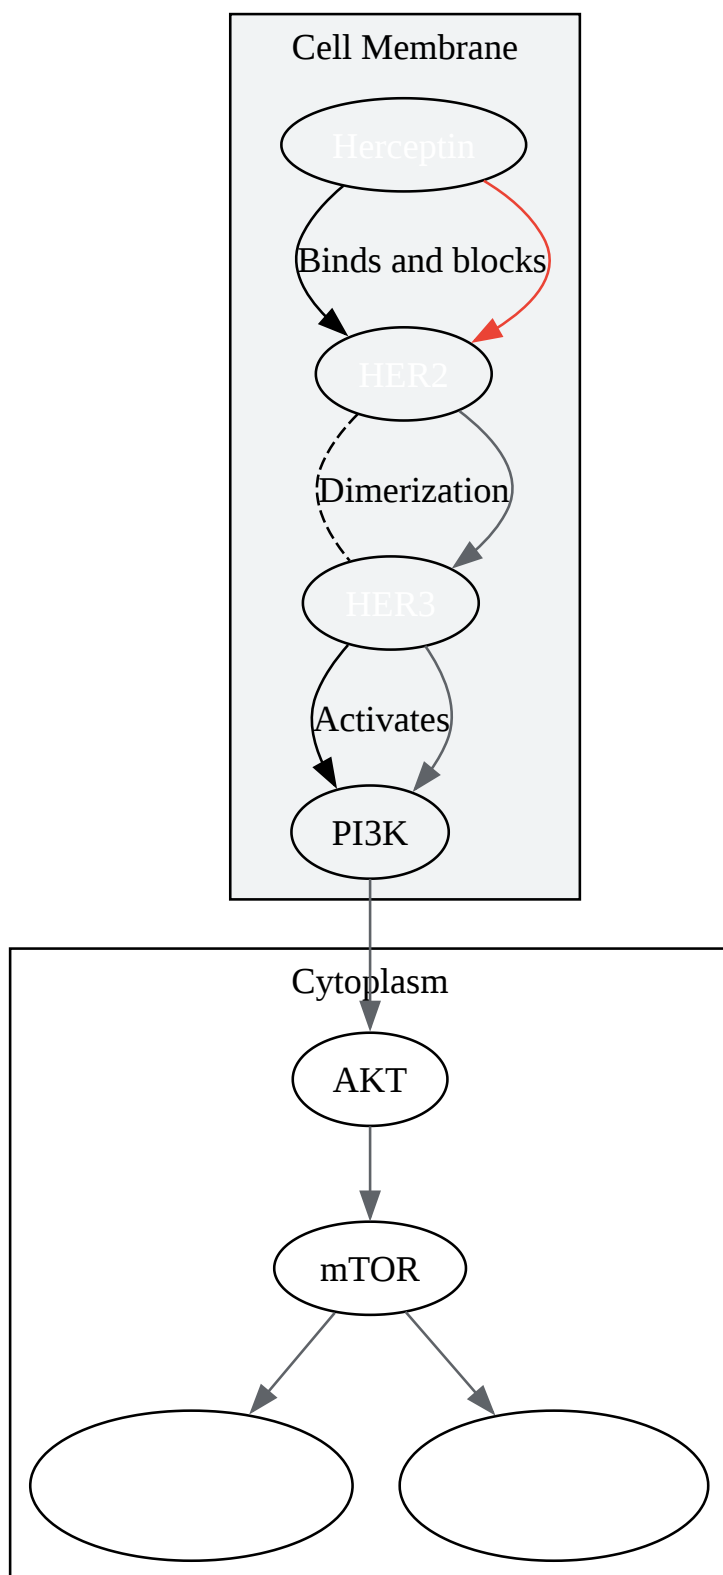 Cell Membrane
Herceptin
Binds and blocks
HER2
Dimerization
HER3
Activates
PI3K
Cytoplasm
AKT
mTOR